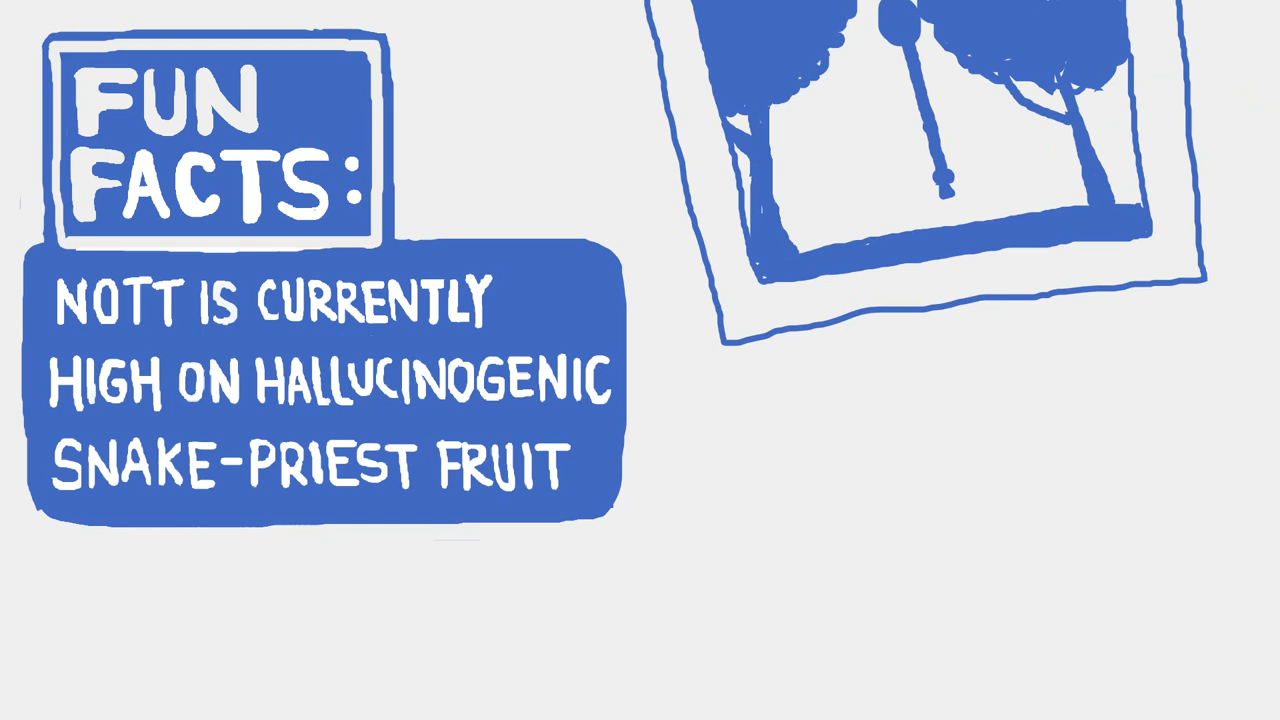 FUN
FACTS:
NOTT IS CURRENTLY
HIGH ON HALLUCINOGENIC
SNAKE-PRIEST FRUIT